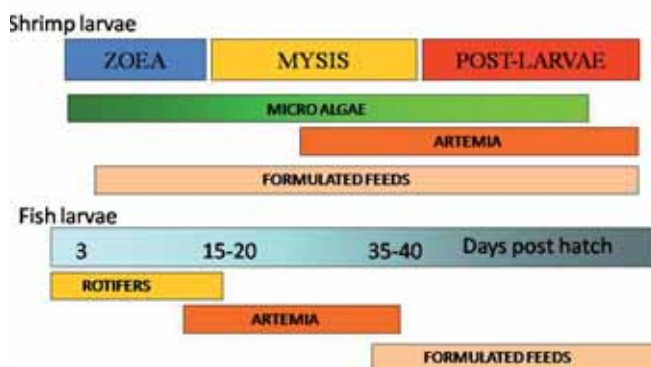 Shrimp larvae
ZOEA MYSIS POST-LARVAE
MICRO ALGAE
ARTEMIA
FORMULATED FEEDS
Fish larvae
3 15-20 35-40 Days post hatch
ROTIFERS
ARTEMIA
FORMULATED FEEDS